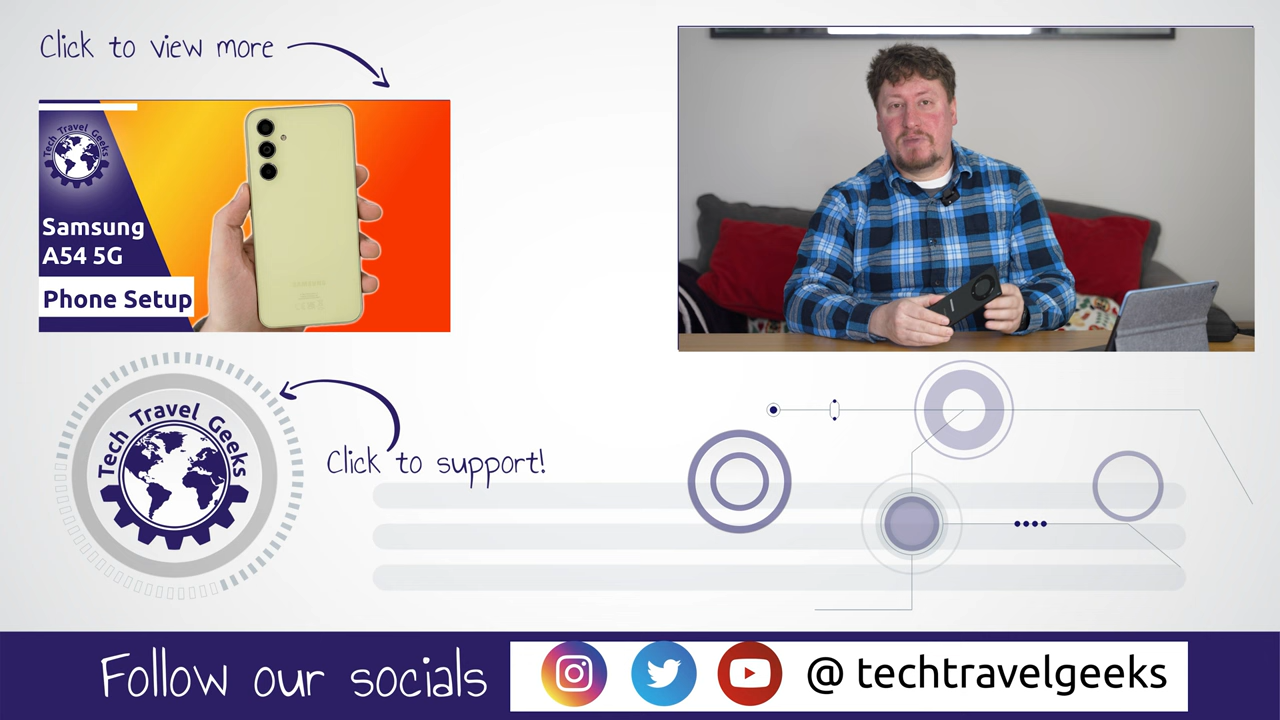 Click to view more
Tech Travel Geeks
Samsung
A54 5G
Phone Setup
Tech Travel Geeks
Click to support!
Follow our socials
@ techtravelgeeks